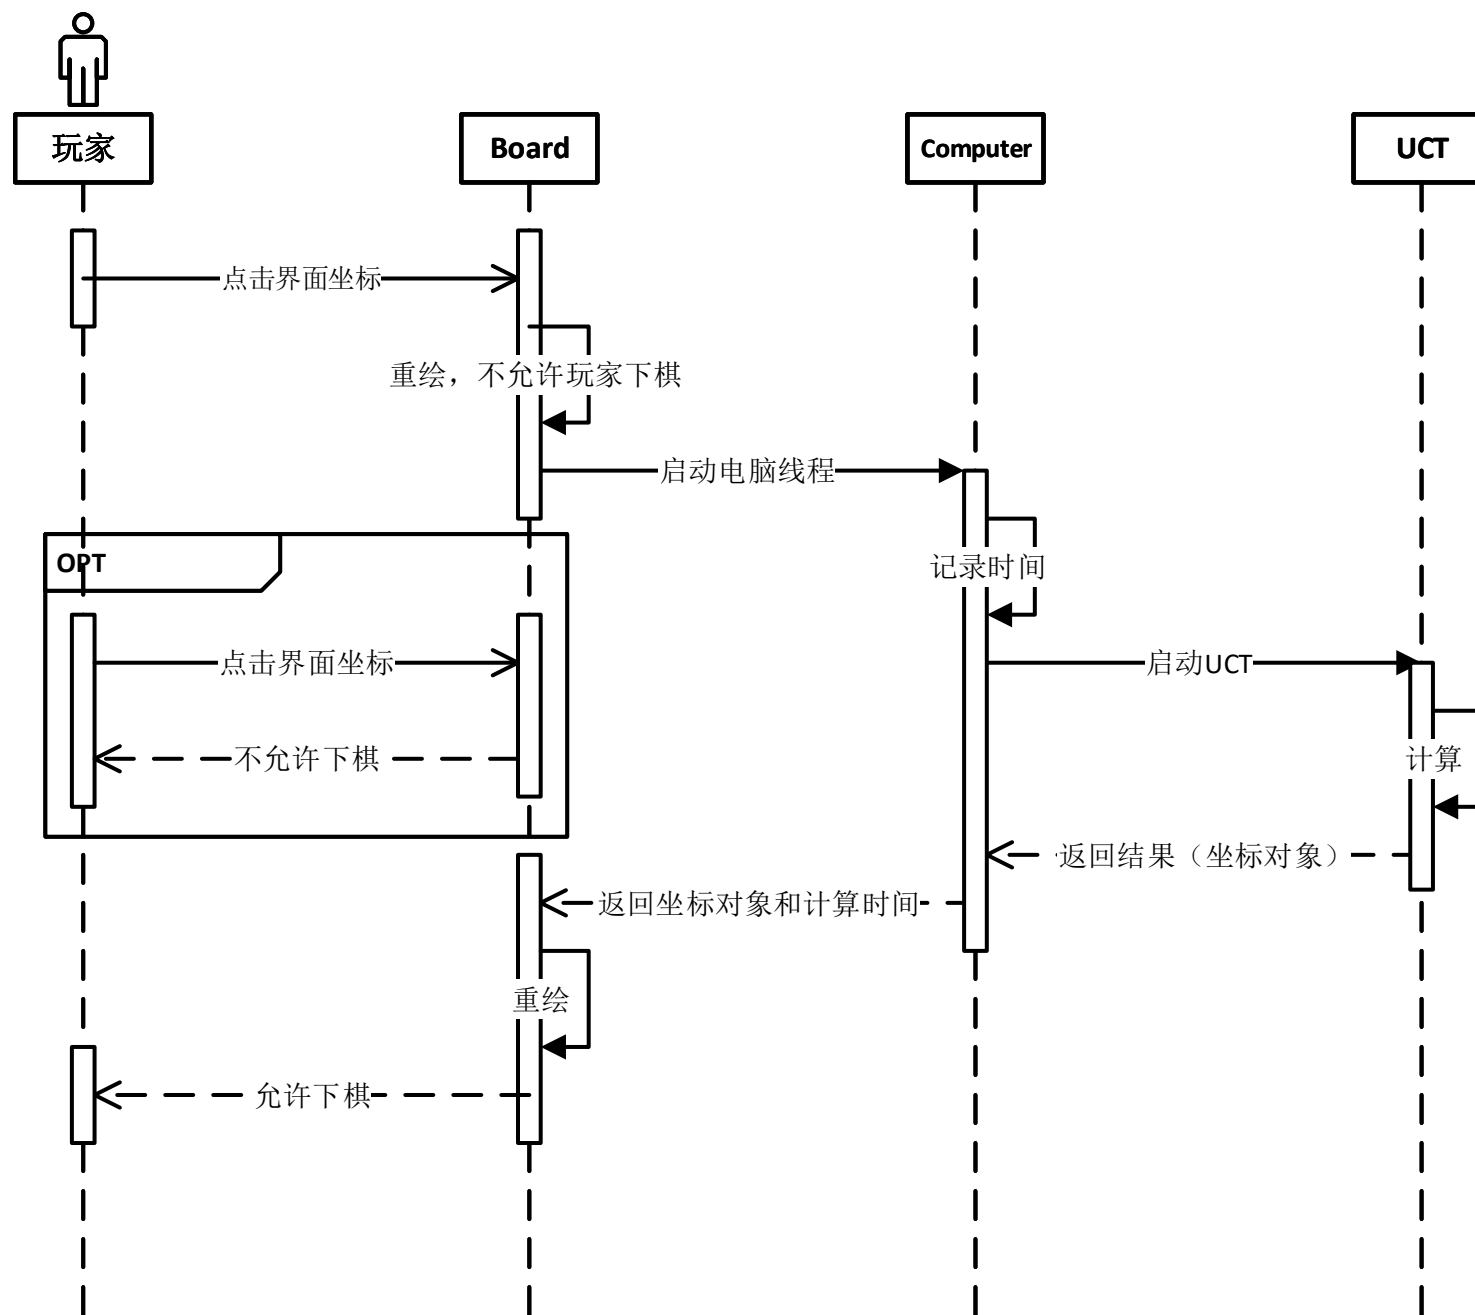 玩家
Board
Computer
UCT
点击界面坐标
重绘，不允许玩家下棋
启动电脑线程
OPT
记录时间
点击界面坐标
启动UCT
不允许下棋
计算
返回结果（坐标对象）
返回坐标对象和计算时间
重绘
允许下棋